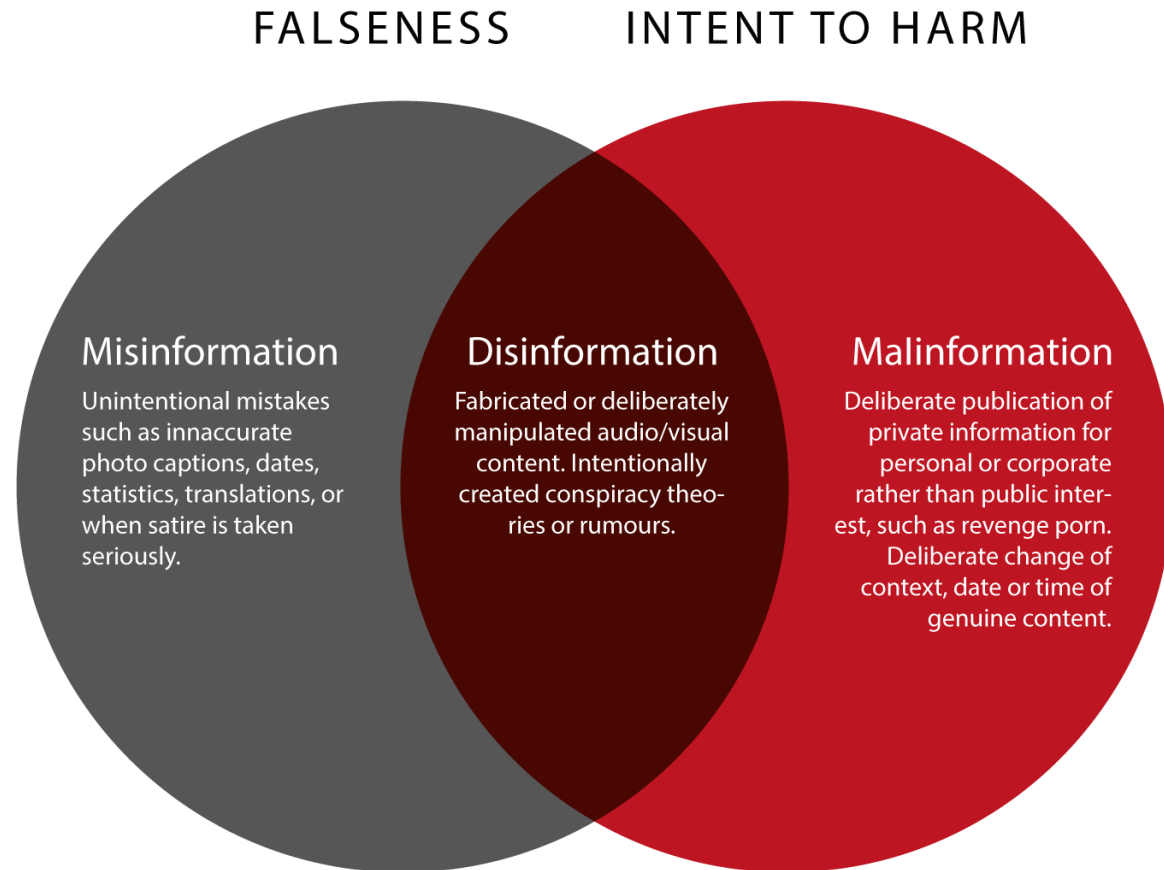 FALSENESS
INTENT TO HARM
Misinformation
Unintentional mistakes
such as innaccurate
photo captions, dates,
statistics, translations, or
when satire is taken
seriously.
Disinformation
Fabricated or deliberately
manipulated audio/visual
content. Intentionally
created conspiracy theo-
ries or rumours.
Malinformation
Deliberate publication of
private information for
personal or corporate
rather than public inter-
est, such as revenge porn.
Deliberate change of
context, date or time of
genuine content.